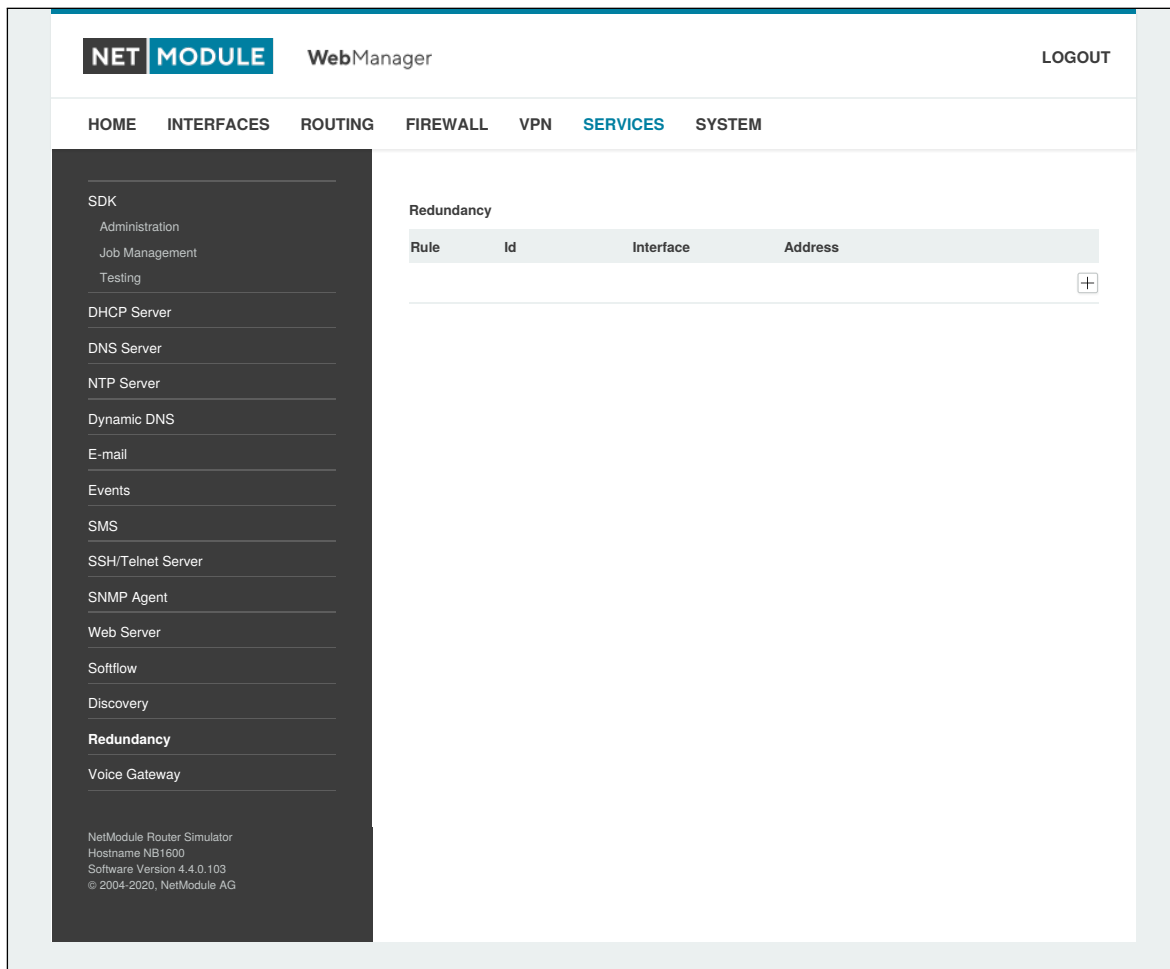 NET MODULE WebManager LOGOUT
HOME INTERFACES ROUTING FIREWALL VPN SERVICES SYSTEM
SDK
Administration
Job Management
Testing
DHCP Server
DNS Server
NTP Server
Dynamic DNS
E-mail
Events
SMS
SSH/Telnet Server
SNMP Agent
Web Server
Softflow
Discovery
Redundancy
Voice Gateway
NetModule Router Simulator
Hostname NB1600
Software Version 4.4.0.103
© 2004-2020, NetModule AG
Redundancy
Rule Id Interface Address